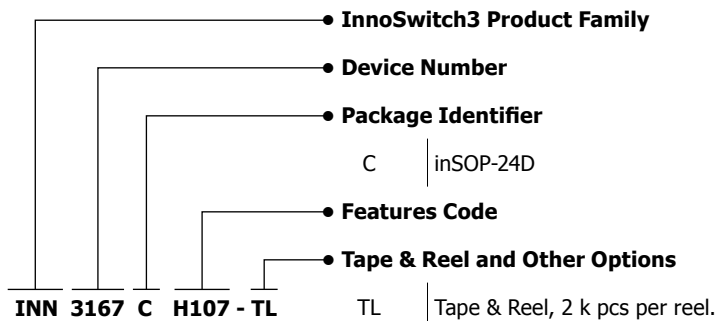 InnoSwitch3 Product Family
Device Number
Package Identifier
C inSOP-24D
Features Code
Tape & Reel and Other Options
INN 3167 C H107 - TL TL Tape & Reel, 2 k pcs per reel.